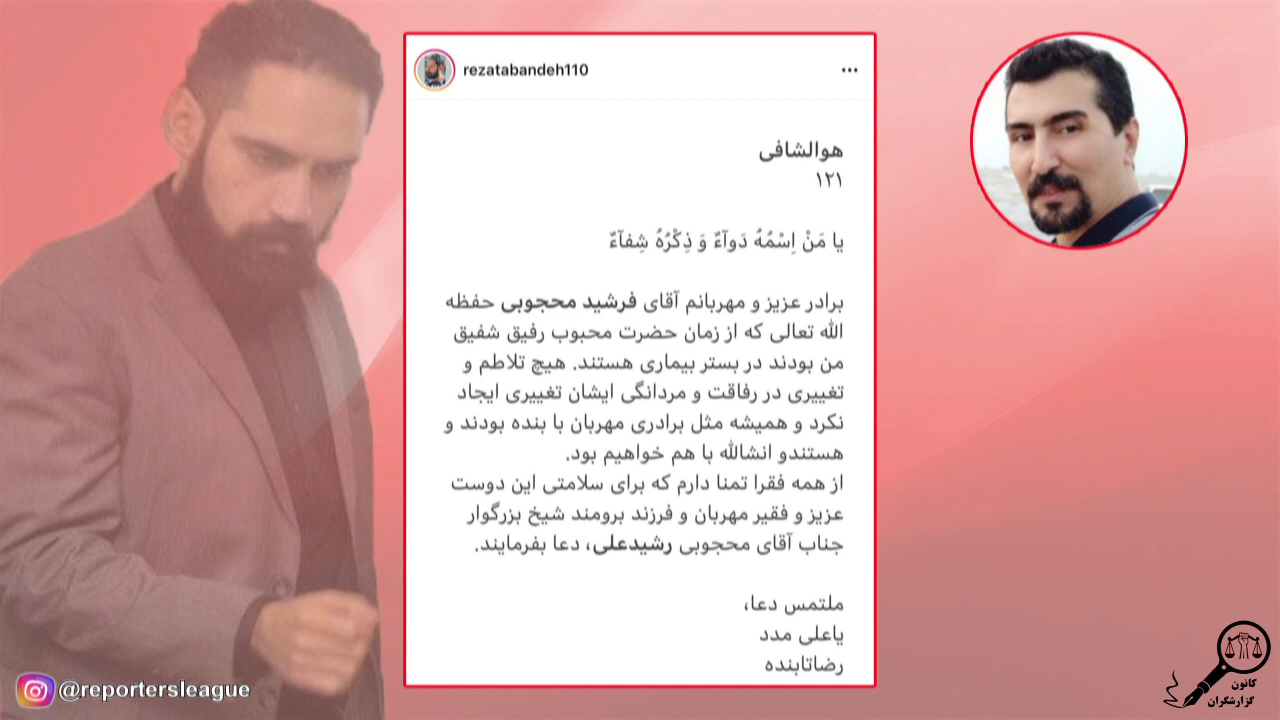 rezatabandeh110
هوالشافی
۱۲۱
یا مَنْ اِسْمُهُ دَوآءٌ وَ ذِکْرُهُ شِفآءٌ
برادر عزیز و مهربانم آقای فرشید محجوبی حفظه
الله تعالی که از زمان حضرت محبوب رفیق شفیق
من بودند در بستر بیماری هستند. هیچ تلاطم و
تغییری در رفاقت و مردانگی ایشان تغییری ایجاد
نکرد و همیشه مثل برادری مهربان با بنده بودند و
هستندو انشالله با هم خواهیم بود.
از همه فقرا تمنا دارم که برای سلامتی این دوست
عزیز و فقیر مهربان و فرزند برومند شیخ بزرگوار
جناب آقای محجوبی رشیدعلی، دعا بفرمایند.
ملتمس دعا،
یاعلی مدد
رضاتابنده
@reportersleague
کانون
گزارشگران